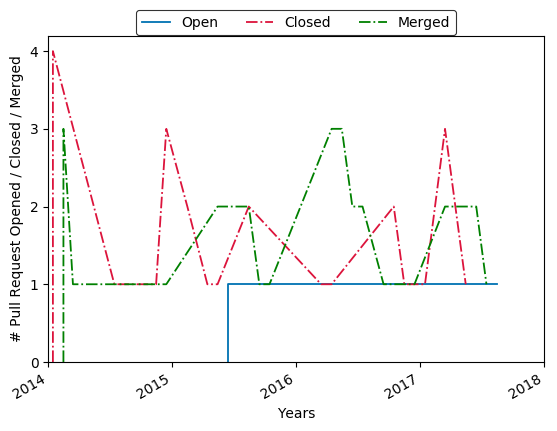 Open Closed Merged
# Pull Request Opened / Closed / Merged
4
3
2
1
0
2014 2015 2016 2017 2018
Years